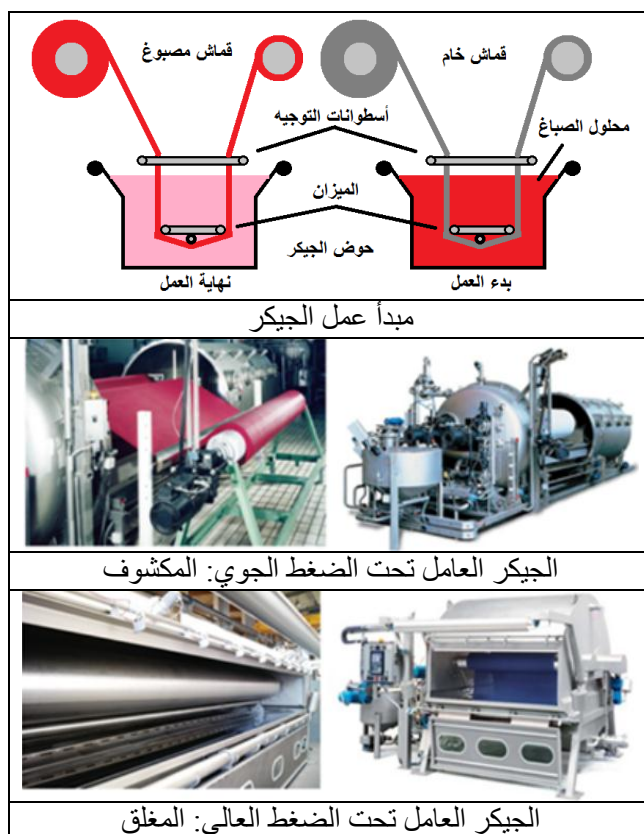 قماش خام
قماش مصبوغ
أسطوانات التوجيه
محلول الصباغ
الميزان
حوض الجيكر
بدء العمل
نهاية العمل
مبدأ عمل الجيكر
الجيكر العامل تحت الضغط الجوي: المكشوف
الجيكر العامل تحت الضغط العالي: المغلق